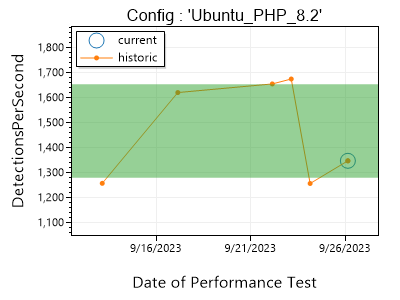 Config : 'Ubuntu_PHP_8.2'
current
historic
DetectionsPerSecond
1,800
1,700
1,600
1,500
1,400
1,300
1,200
1,100
9/16/2023
9/21/2023
9/26/2023
Date of Performance Test